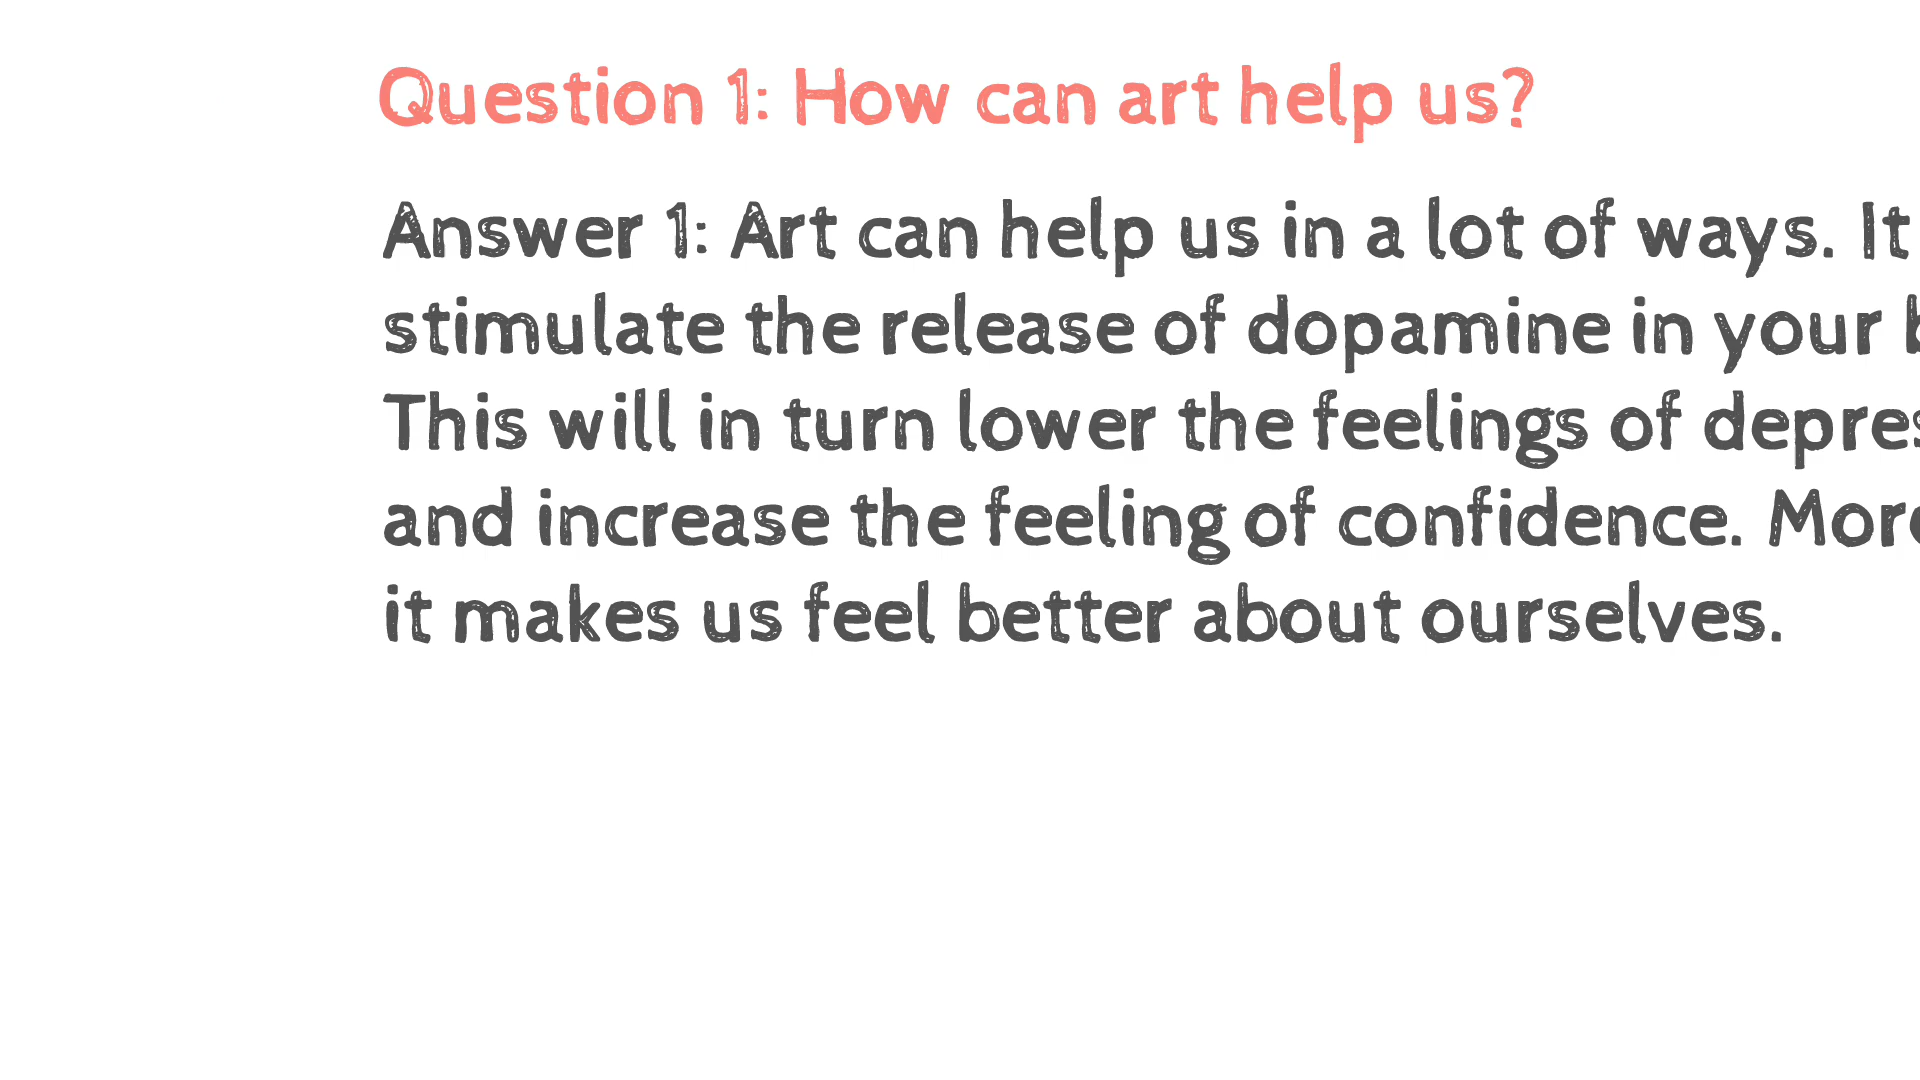 Question 1: How can art help us?
Answer 1: Art can help us in a lot of ways. It
stimulate the release of dopamine in your
This will in turn lower the feelings of
and increase the feeling of confidence.
it makes us feel better about ourselves.